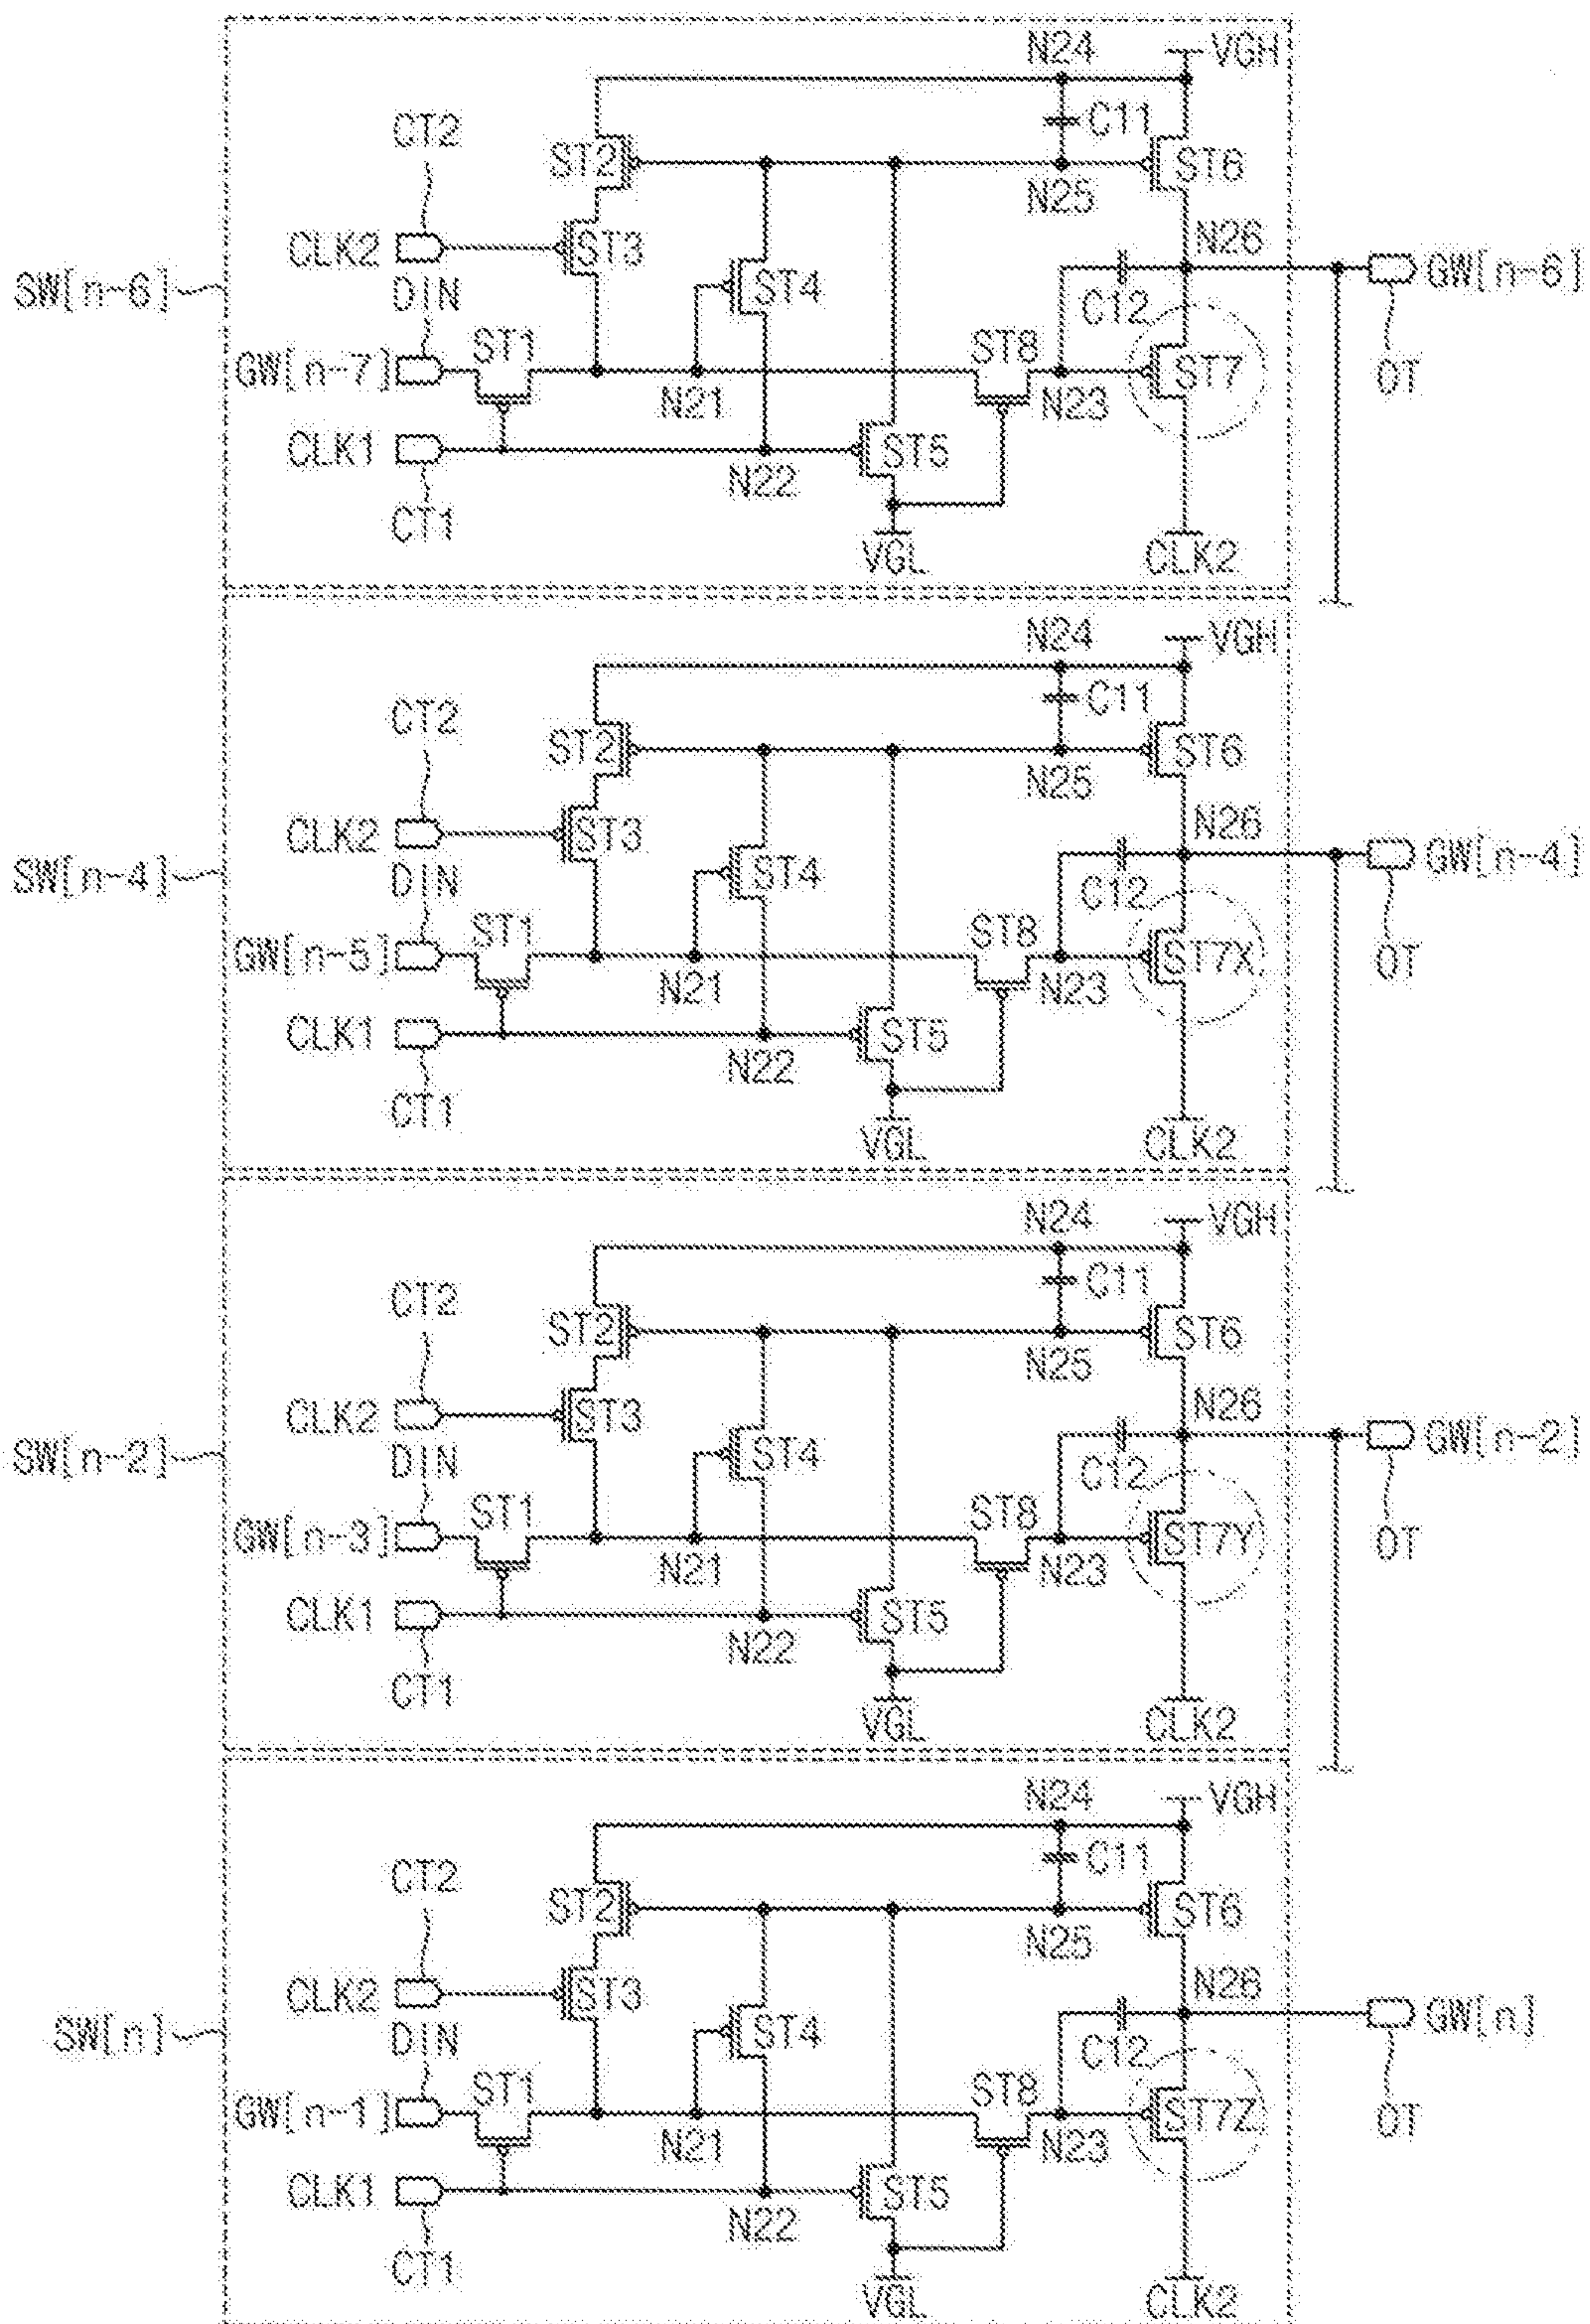 N24 VGH
CT2
C11
ST2
ST6
N25
CLK2
ST3
N26
SW[n-6]
DIN
ST4
C12
GW[n-6]
GW[n-7]
ST1
N21
ST8
N23
ST7
OT
CLK1
N22
ST5
CT1
VGL
CLK2
N24 VGH
CT2
C11
ST2
ST6
N25
CLK2
ST3
N26
SW[n-4]
DIN
ST4
C12
GW[n-4]
GW[n-5]
ST1
N21
ST8
N23
ST7X
OT
CLK1
N22
ST5
CT1
VGL
CLK2
N24 VGH
CT2
C11
ST2
ST6
N25
CLK2
ST3
N26
SW[n-2]
DIN
ST4
C12
GW[n-2]
GW[n-3]
ST1
N21
ST8
N23
ST7Y
OT
CLK1
N22
ST5
CT1
VGL
CLK2
N24 VGH
CT2
C11
ST2
ST6
N25
CLK2
ST3
N26
SW[n]
DIN
ST4
C12
GW[n]
GW[n-1]
ST1
N21
ST8
N23
ST7Z
OT
CLK1
N22
ST5
CT1
VGL
CLK2